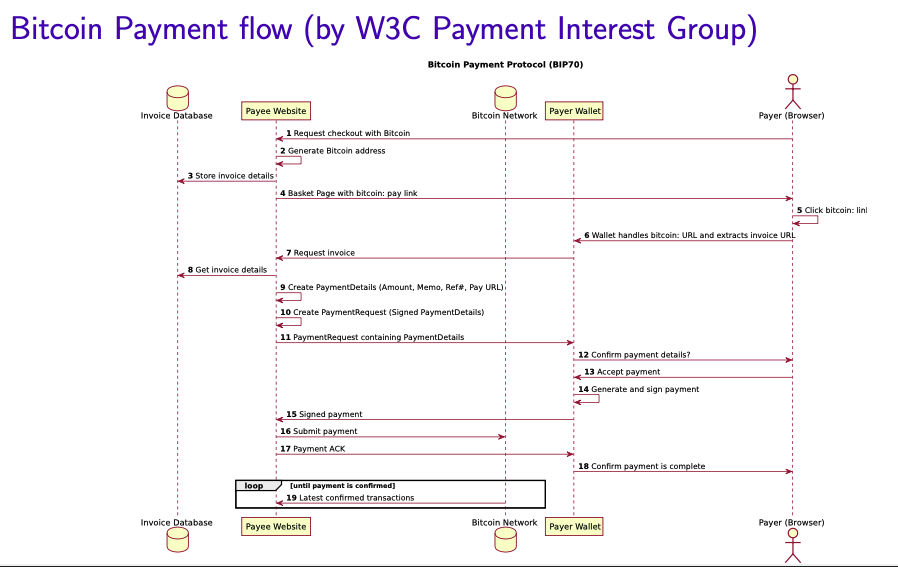 Bitcoin Payment flow (by W3C Payment Interest Group)
Bitcoin Payment Protocol (BIP70)
Invoice Database
Payee Website
Bitcoin Network
Payer Wallet
Payer (Browser)
1 Request checkout with Bitcoin
2 Generate Bitcoin address
3 Store invoice details
4 Basket Page with bitcoin: pay link
5 Click bitcoin: lin
6 Wallet handles bitcoin: URL and extracts invoice URL
7 Request invoice
8 Get invoice details
9 Create PaymentDetails (Amount, Memo, Ref#, Pay URL)
10 Create PaymentRequest (Signed PaymentDetails)
11 PaymentRequest containing PaymentDetails
12 Confirm payment details?
13 Accept payment
14 Generate and sign payment
15 Signed payment
16 Submit payment
17 Payment ACK
18 Confirm payment is complete
loop [until payment is confirmed]
19 Latest confirmed transactions
Invoice Database
Payee Website
Bitcoin Network
Payer Wallet
Payer (Browser)